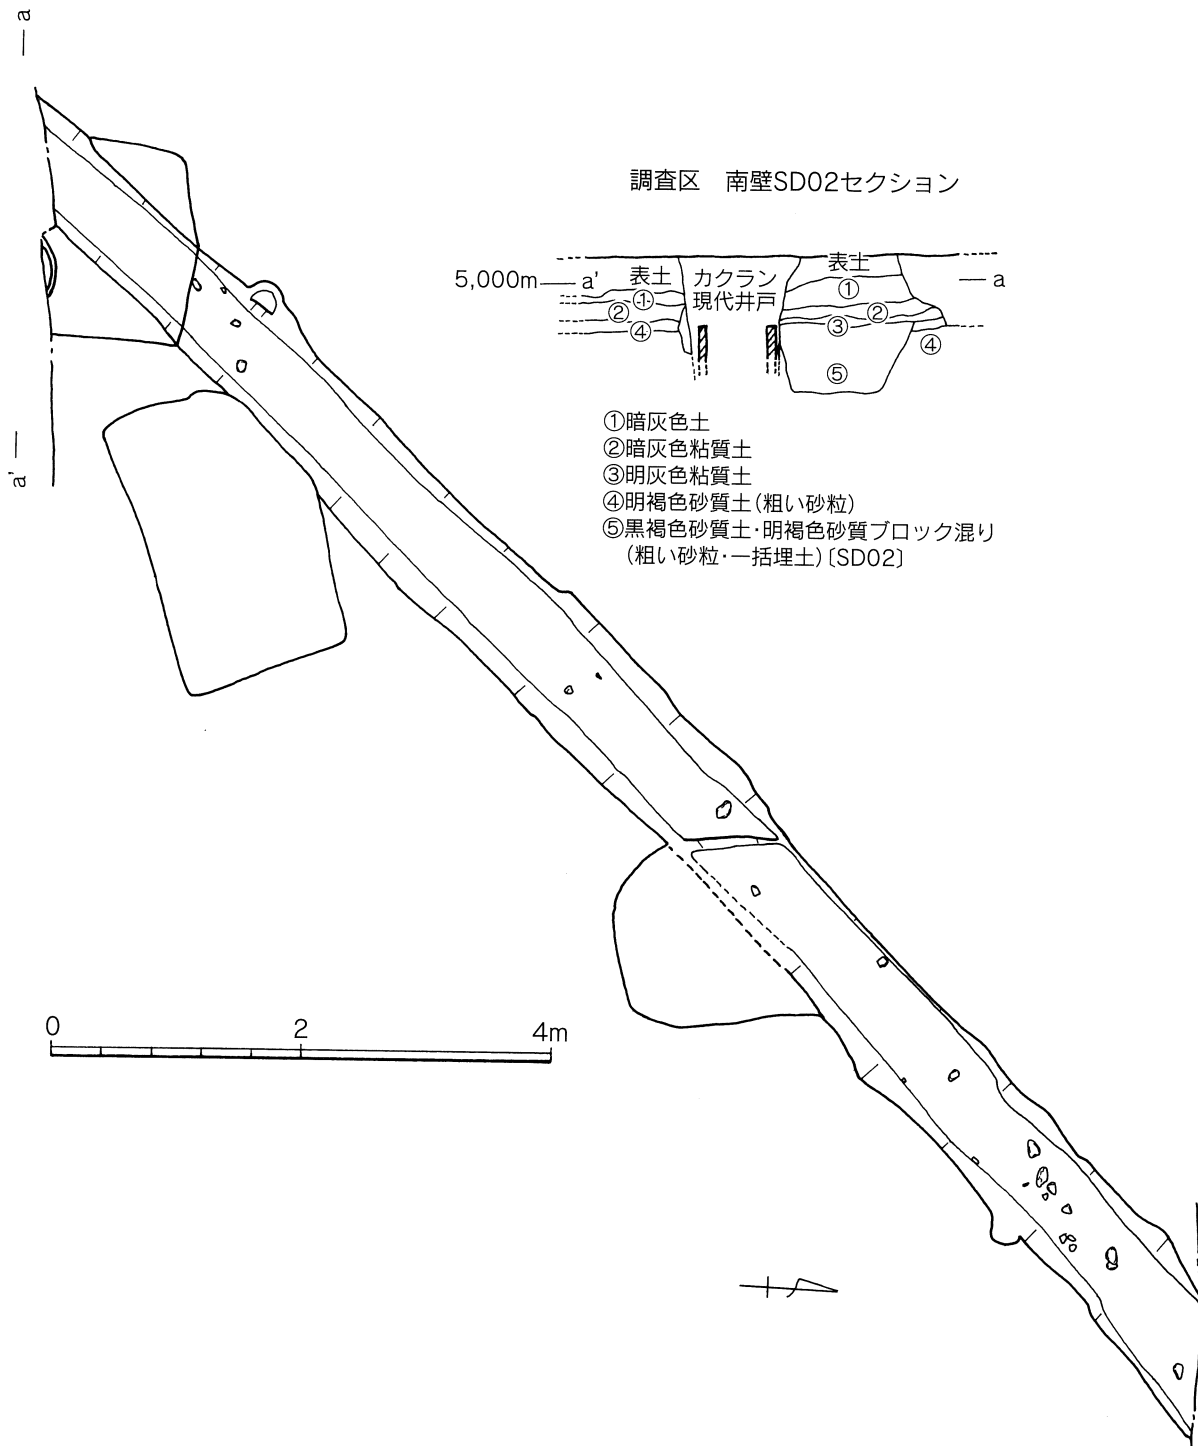 a
調査区 南壁SD02セクション
5,000m a' 表土 カクラン 表土 a
現代井戸
① ①
② ②
④ ③ ④
⑤
①暗灰色土
②暗灰色粘質土
③明灰色粘質土
④明褐色砂質土(粗い砂粒)
⑤黒褐色砂質土・明褐色砂質ブロック混り
(粗い砂粒・一括埋土)〔SD02〕
a'
0 2 4m